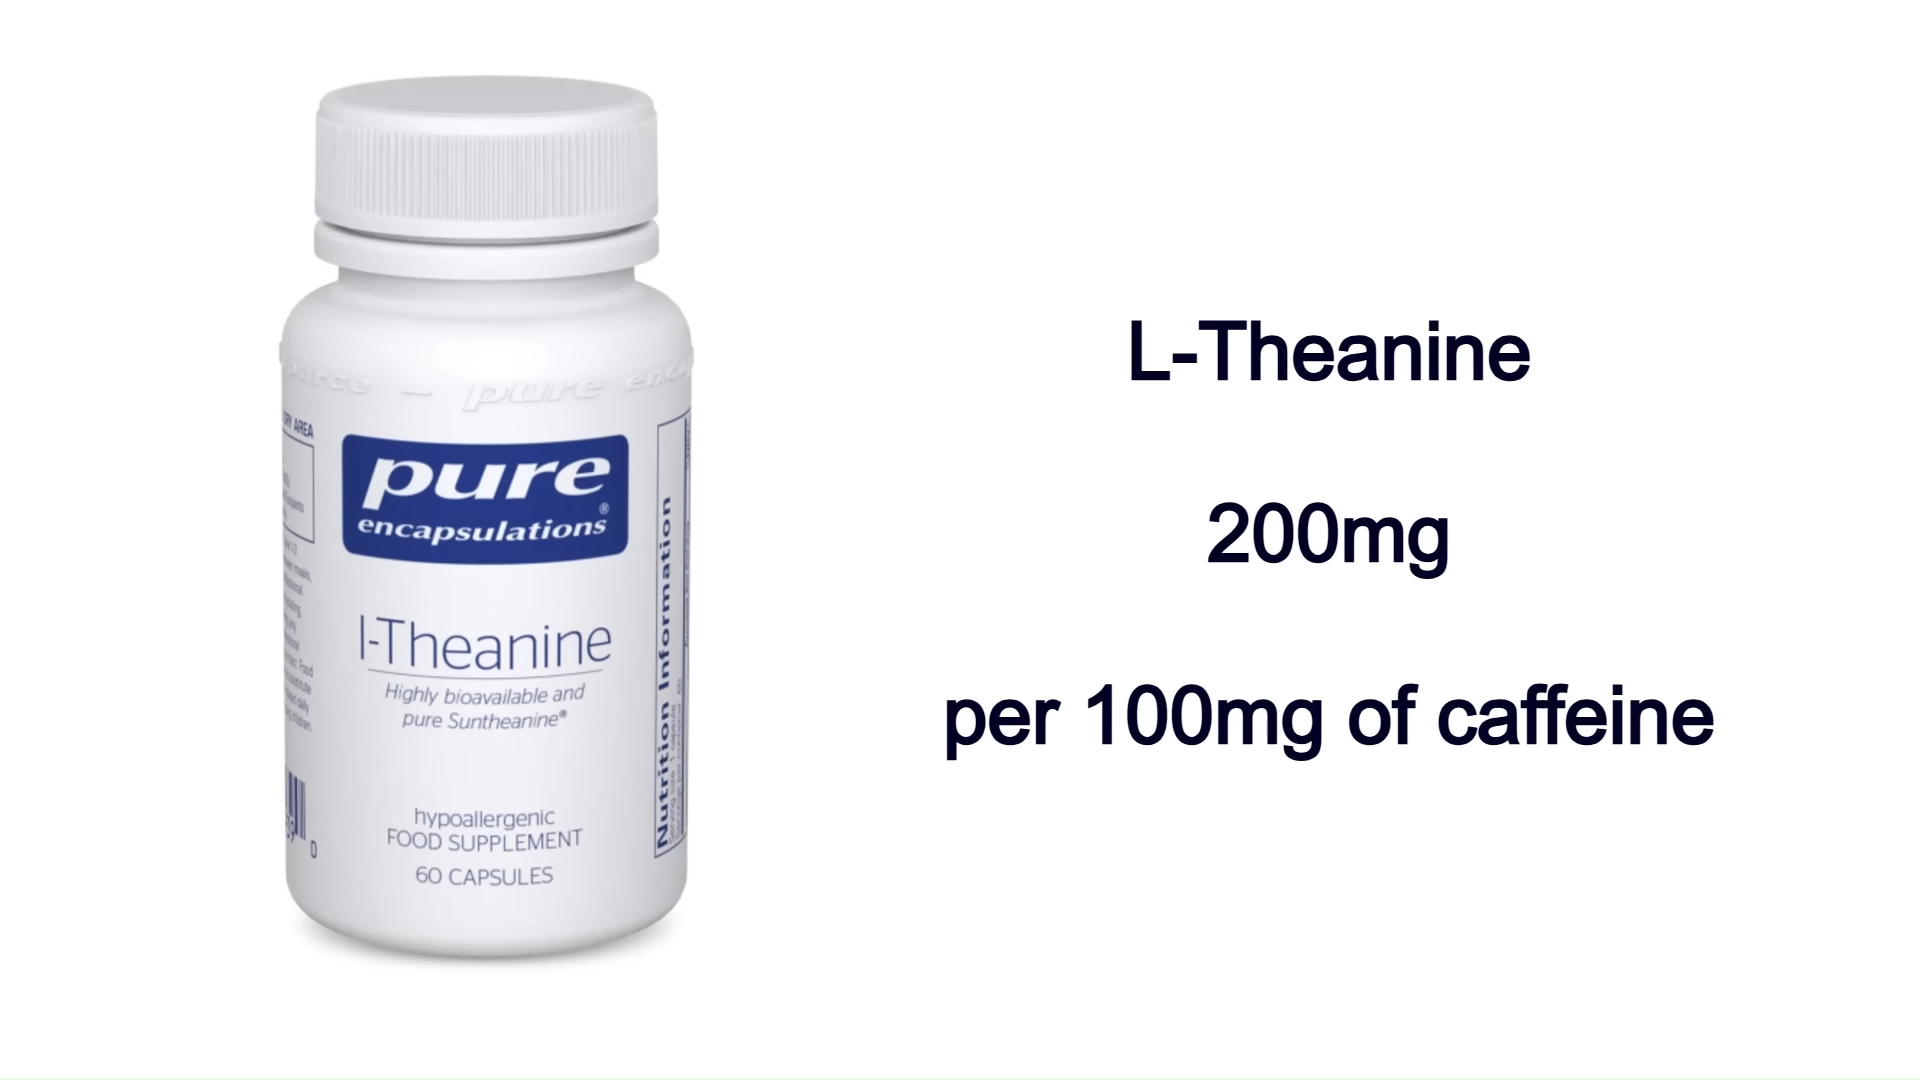 pure
pure
encapsulations®
l-Theanine
Highly bioavailable and
pure Suntheanine®
hypoallergenic
FOOD SUPPLEMENT
60 CAPSULES
Nutrition Information
L-Theanine
200mg
per 100mg of caffeine